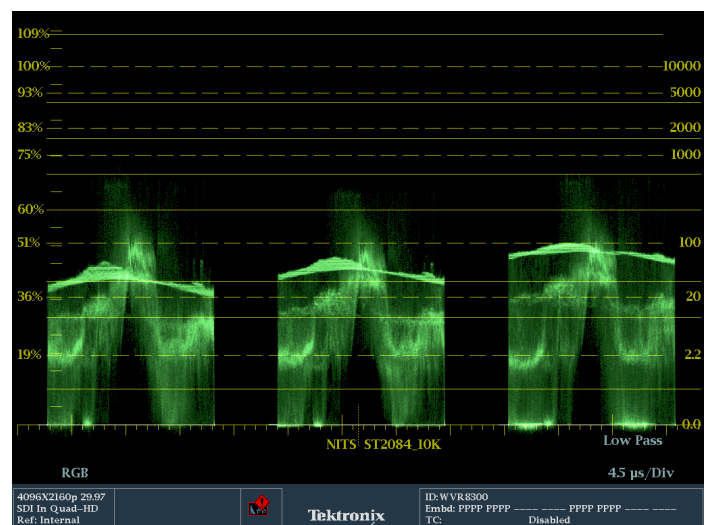 109%
100% 10000
93% 5000
83% 2000
75% 1000
60%
51% 100
36% 20
19% 2.2
0.0
NITS ST2084_10K
Low Pass
RGB 4.5 µs/Div
4096X2160p 29.97
SDI In Quad-HD
Ref: Internal
Tektronix
ID: WVR8300
Embd: PPPP PPPP ---- ---- PPPP PPPP ---- ----
TC: Disabled